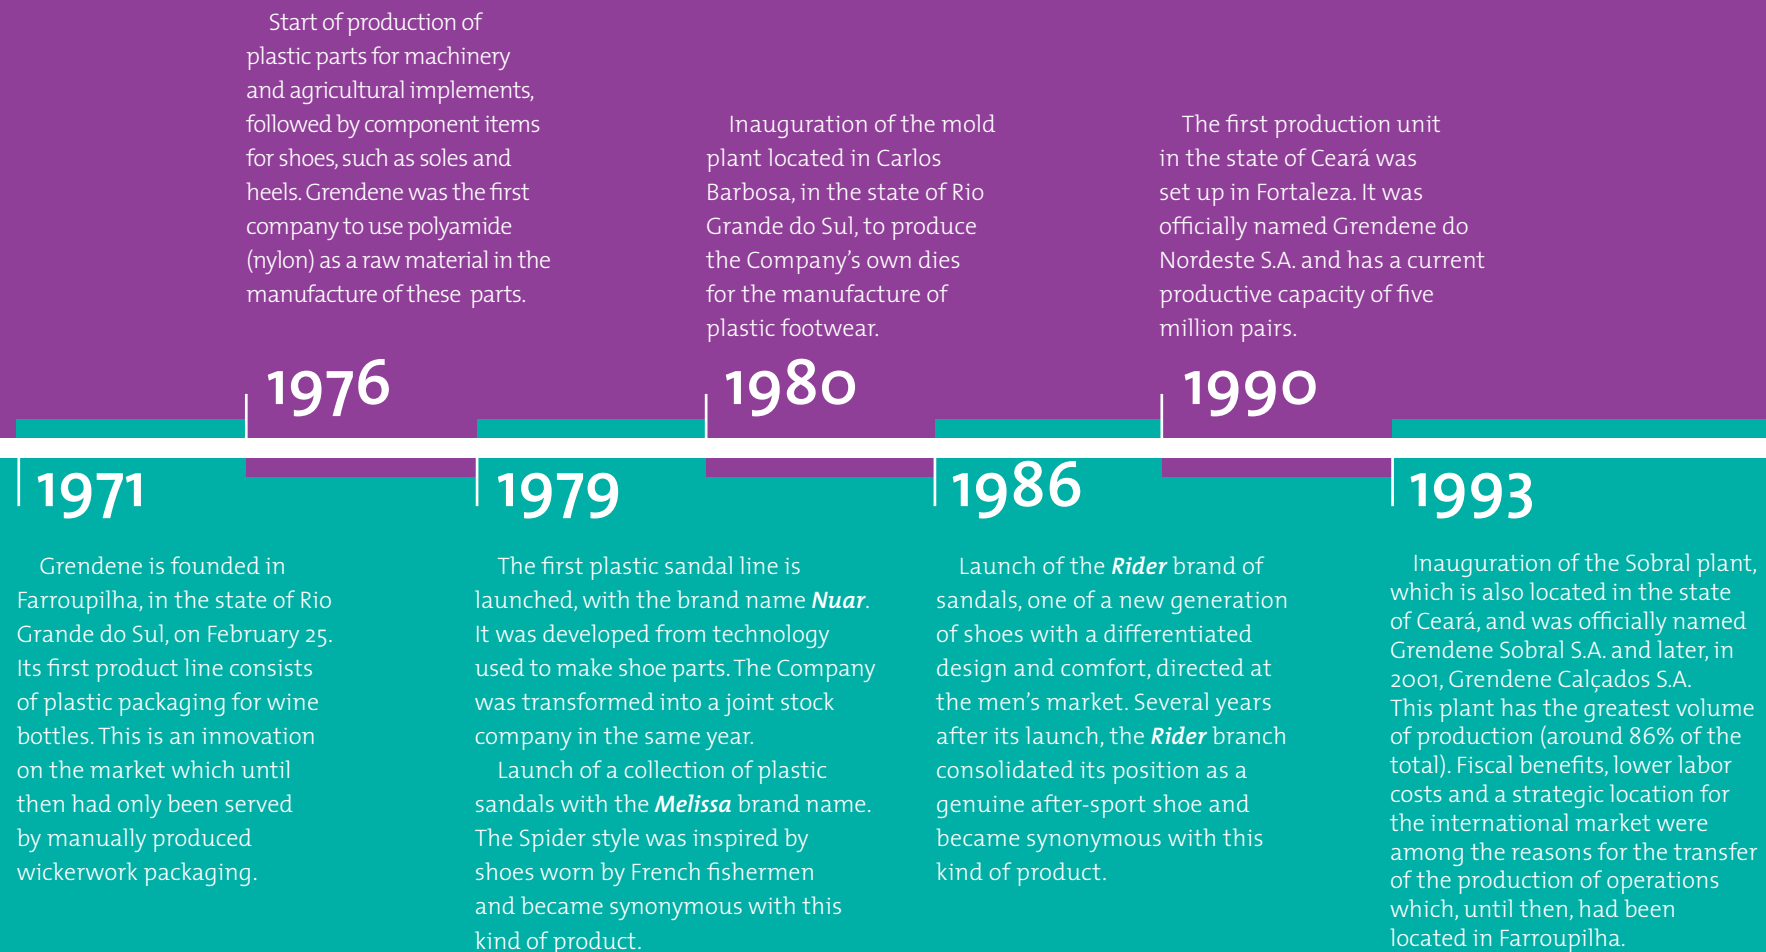 Start of production of
plastic parts for machinery
and agricultural implements,
followed by component items
for shoes, such as soles and
heels. Grendene was the first
company to use polyamide
(nylon) as a raw material in the
manufacture of these parts.
1976
Inauguration of the mold
plant located in Carlos
Barbosa, in the state of Rio
Grande do Sul, to produce
the Company's own dies
for the manufacture of
plastic footwear.
1980
The first production unit
in the state of Ceará was
set up in Fortaleza. It was
officially named Grendene do
Nordeste S.A. and has a current
productive capacity of five
million pairs.
1990
1971
Grendene is founded in
Farroupilha, in the state of Rio
Grande do Sul, on February 25.
Its first product line consists
of plastic packaging for wine
bottles. This is an innovation
on the market which until
then had only been served
by manually produced
wickerwork packaging.
1979
The first plastic sandal line is
launched, with the brand name Nuar.
It was developed from technology
used to make shoe parts. The Company
was transformed into a joint stock
company in the same year.
Launch of a collection of plastic
sandals with the Melissa brand name.
The Spider style was inspired by
shoes worn by French fishermen
and became synonymous with this
kind of product.
1986
Launch of the Rider brand of
sandals, one of a new generation
of shoes with a differentiated
design and comfort, directed at
the men's market. Several years
after its launch, the Rider branch
consolidated its position as a
genuine after-sport shoe and
became synonymous with this
kind of product.
1993
Inauguration of the Sobral plant,
which is also located in the state
of Ceará, and was officially named
Grendene Sobral S.A. and later, in
2001, Grendene Calçados S.A.
This plant has the greatest volume
of production (around 86% of the
total). Fiscal benefits, lower labor
costs and a strategic location for
the international market were
among the reasons for the transfer
of the production of operations
which, until then, had been
located in Farroupilha.